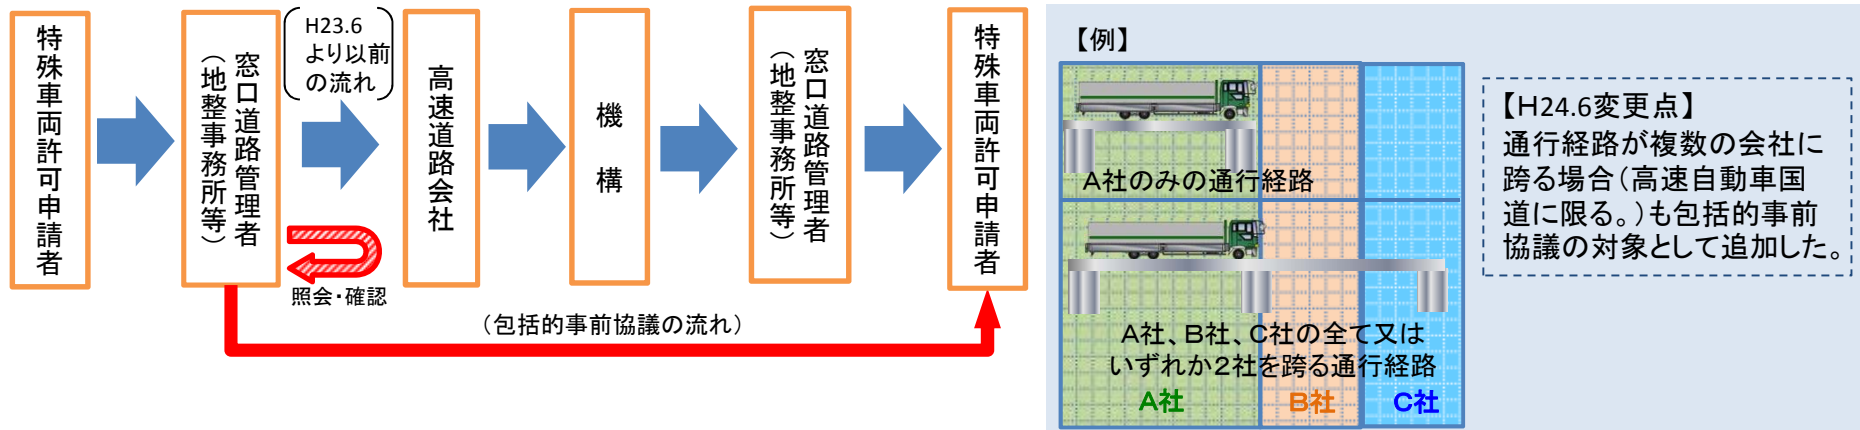 特殊車両許可申請者
窓口道路管理者
（地整事務所等）
H23.6
より以前
の流れ
高速道路会社
機構
窓口道路管理者
（地整事務所等）
特殊車両許可申請者
照会・確認
（包括的事前協議の流れ）
【例】
A社のみの通行経路
A社、B社、C社の全て又は
いずれか２社を跨る通行経路
A社
B社
C社
【H24.6変更点】
通行経路が複数の会社に
跨る場合（高速自動車国
道に限る。）も包括的事前
協議の対象として追加した。